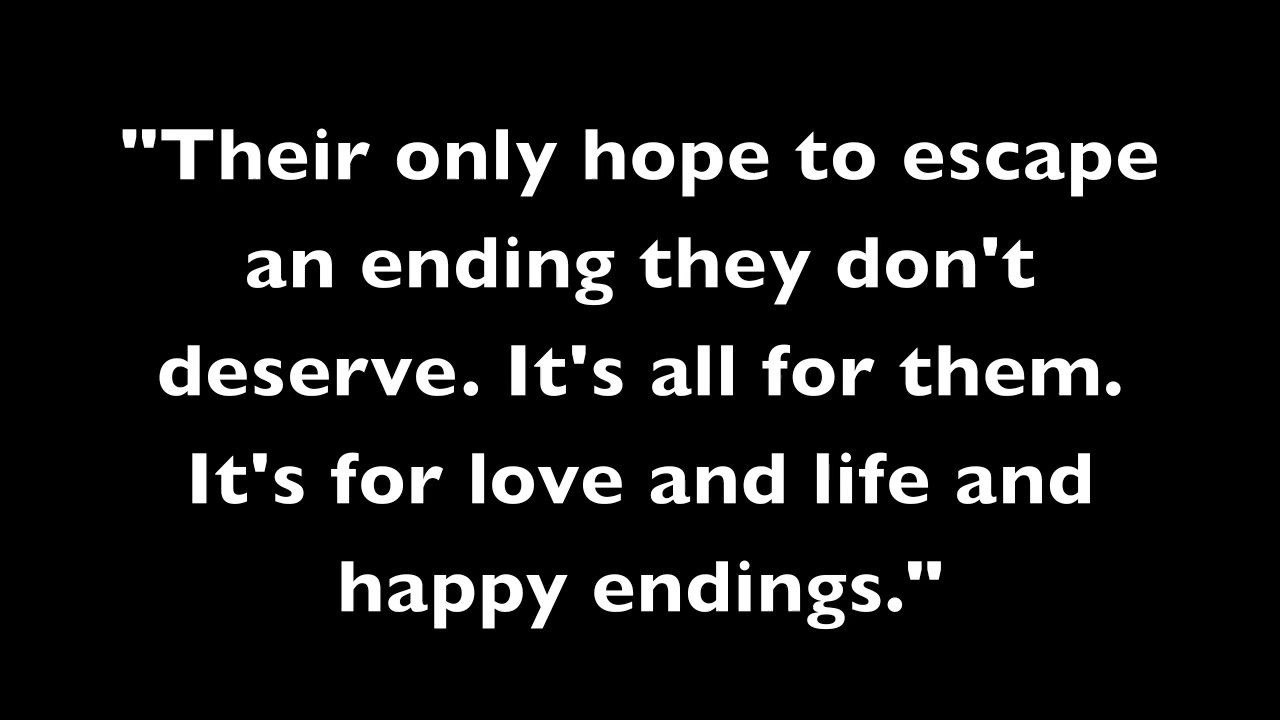 "Their only hope to escape
an ending they don't
deserve. It's all for them.
It's for love and life and
happy endings."